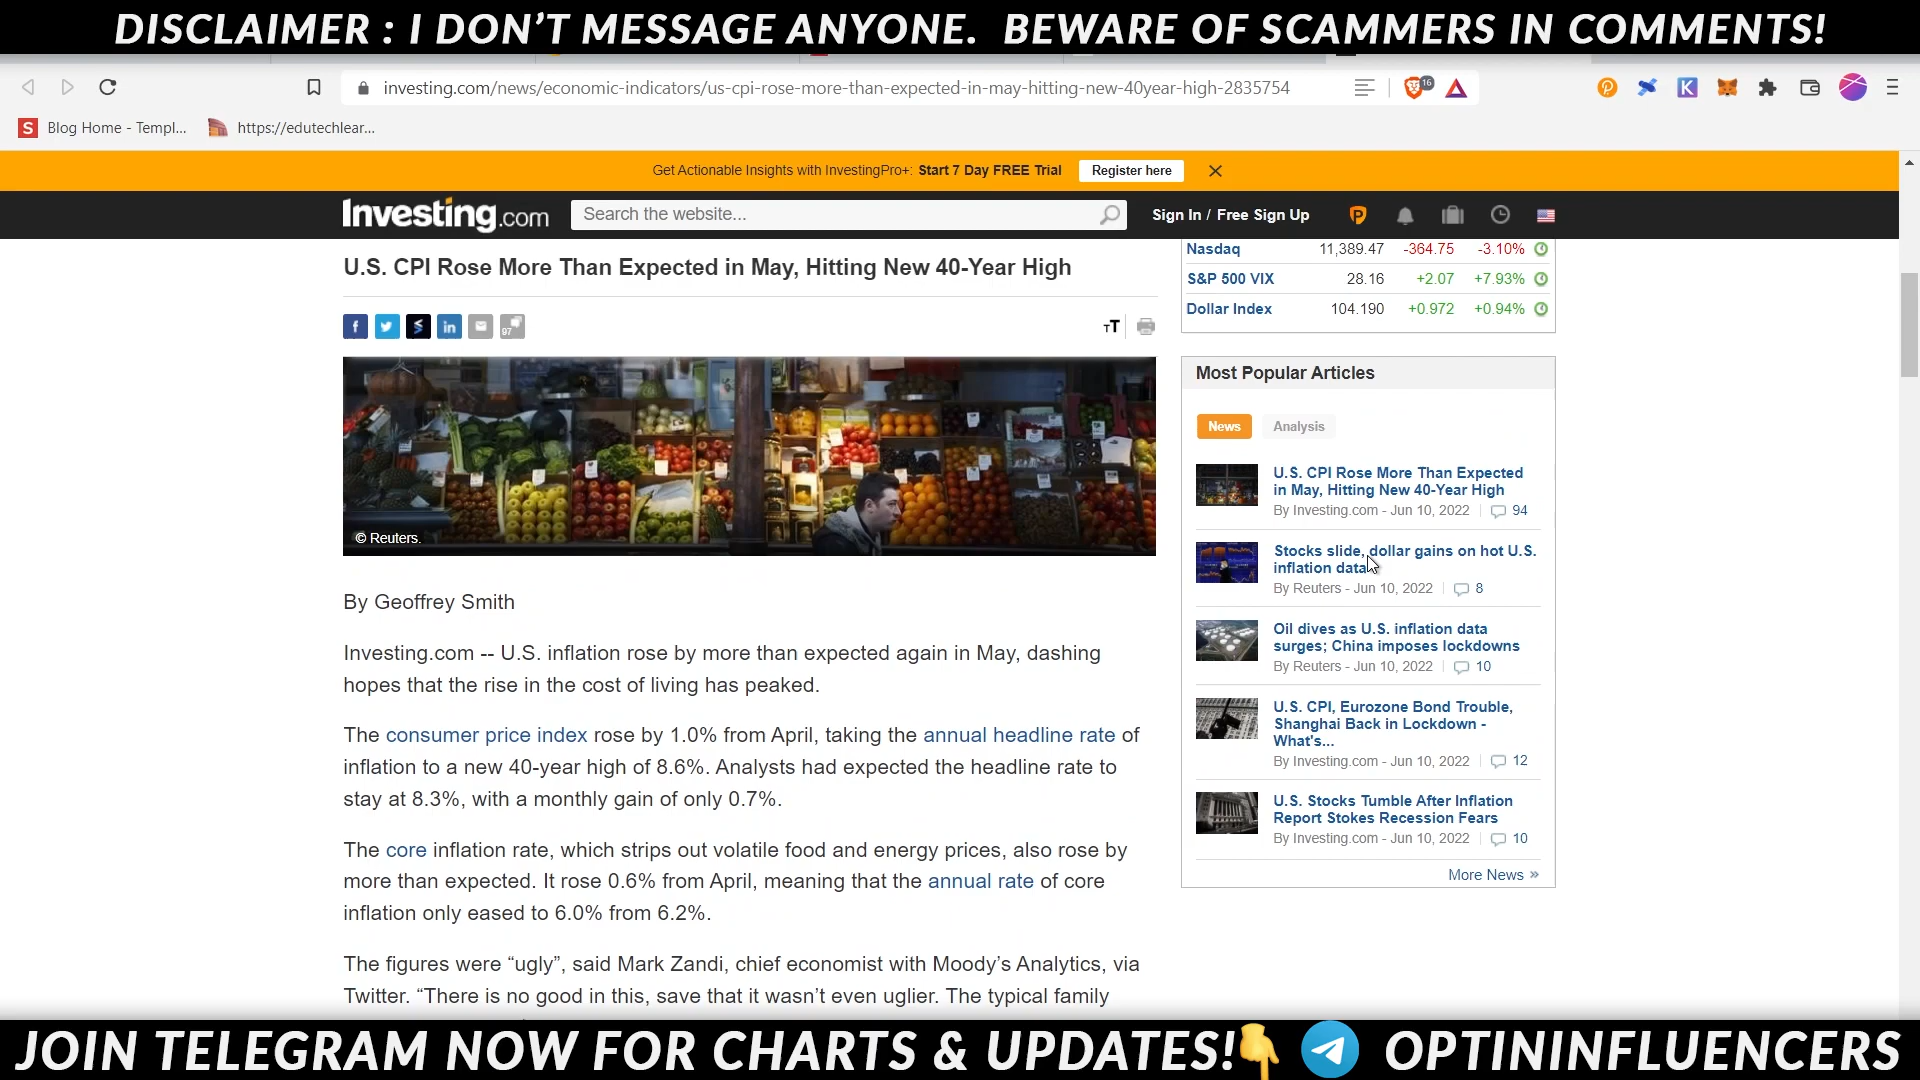 DISCLAIMER : I DON'T MESSAGE ANYONE. BEWARE OF SCAMMERS IN COMMENTS!
investing.com/news/economic-indicators/us-cpi-rose-more-than-expected-in-may-hitting-new-40year-high-2835754
16
Blog Home - Templ...
https://edutechlear...
Get Actionable Insights with InvestingPro+: Start 7 Day FREE Trial
Register here
Investing.com
Search the website...
Sign In / Free Sign Up
Nasdaq 11,389.47 -364.75 -3.10%
S&P 500 VIX 28.16 +2.07 +7.93%
Dollar Index 104.190 +0.972 +0.94%
U.S. CPI Rose More Than Expected in May, Hitting New 40-Year High
97
TT
© Reuters.
By Geoffrey Smith
Investing.com -- U.S. inflation rose by more than expected again in May, dashing
hopes that the rise in the cost of living has peaked.
The consumer price index rose by 1.0% from April, taking the annual headline rate of
inflation to a new 40-year high of 8.6%. Analysts had expected the headline rate to
stay at 8.3%, with a monthly gain of only 0.7%.
The core inflation rate, which strips out volatile food and energy prices, also rose by
more than expected. It rose 0.6% from April, meaning that the annual rate of core
inflation only eased to 6.0% from 6.2%.
The figures were “ugly”, said Mark Zandi, chief economist with Moody’s Analytics, via
Twitter. “There is no good in this, save that it wasn’t even uglier. The typical family
Most Popular Articles
News
Analysis
U.S. CPI Rose More Than Expected
in May, Hitting New 40-Year High
By Investing.com - Jun 10, 2022 94
Stocks slide, dollar gains on hot U.S.
inflation data
By Reuters - Jun 10, 2022 8
Oil dives as U.S. inflation data
surges; China imposes lockdowns
By Reuters - Jun 10, 2022 10
U.S. CPI, Eurozone Bond Trouble,
Shanghai Back in Lockdown -
What's...
By Investing.com - Jun 10, 2022 12
U.S. Stocks Tumble After Inflation
Report Stokes Recession Fears
By Investing.com - Jun 10, 2022 10
More News »
JOIN TELEGRAM NOW FOR CHARTS & UPDATES! OPTININFLUENCERS